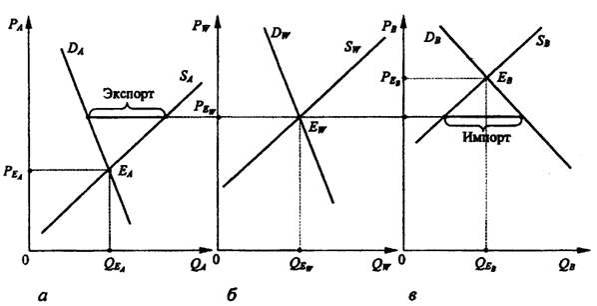 P_A D_A S_A Экспорт P_{E_A} E_A 0 Q_{E_A} Q_A
P_W D_W S_W P_{E_W} E_W 0 Q_{E_W} Q_W
P_B D_B S_B P_{E_B} E_B Импорт 0 Q_{E_B} Q_B
а б в